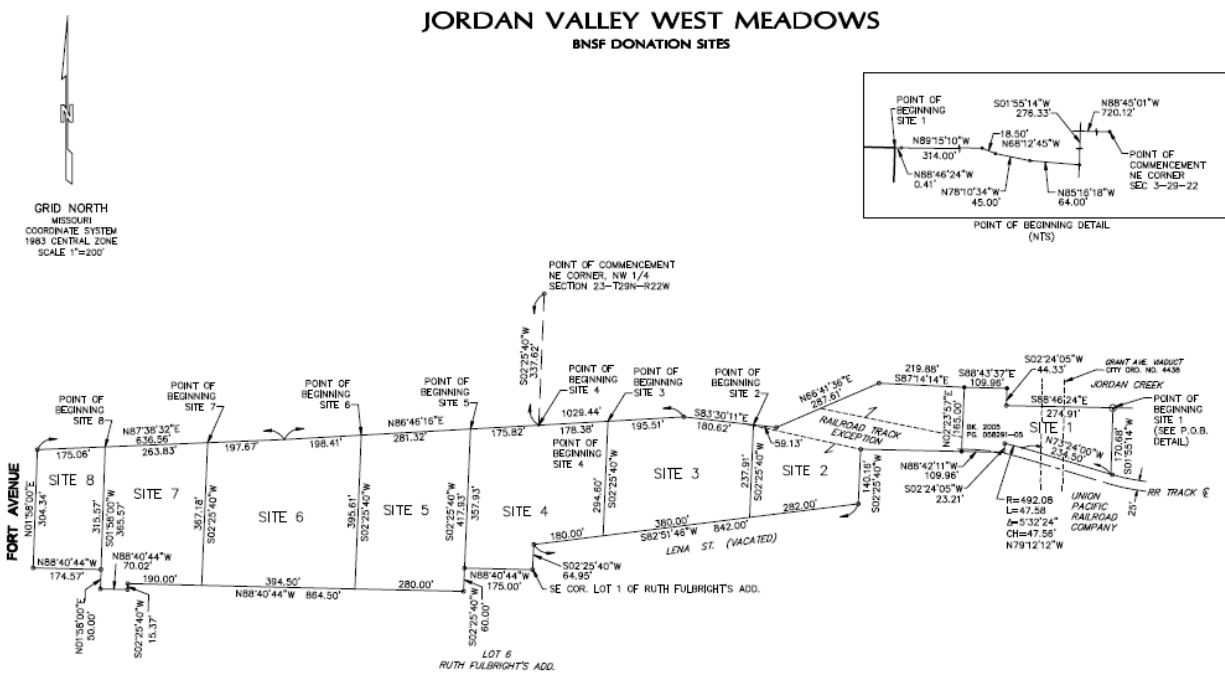 JORDAN VALLEY WEST MEADOWS
BNSF DONATION SITES
N
GRID NORTH
MISSOURI
COORDINATE SYSTEM
1983 CENTRAL ZONE
SCALE 1"=200'
POINT OF
BEGINNING
SITE 1
S01°55'14"W
276.33'
N88°45'01"W
720.12'
N89°15'10"W
314.00'
18.50'
N68°12'45"W
N88°46'24"W
0.41'
N78°10'34"W
45.00'
N85°16'18"W
64.00'
POINT OF
COMMENCEMENT
NE CORNER
SEC 3-29-22
POINT OF BEGINNING DETAIL
(NTS)
POINT OF COMMENCEMENT
NE CORNER, NW 1/4
SECTION 23-T29N-R22W
S02°25'40"W
337.62'
POINT OF
BEGINNING
SITE 8
POINT OF
BEGINNING
SITE 7
POINT OF
BEGINNING
SITE 6
POINT OF
BEGINNING
SITE 5
POINT OF
BEGINNING
SITE 4
POINT OF
BEGINNING
SITE 3
POINT OF
BEGINNING
SITE 2
POINT OF
BEGINNING
SITE 4
N87°38'32"E
636.56'
175.06'
263.83'
197.67'
198.41'
N86°46'16"E
281.32'
175.82'
1029.44'
178.38'
195.51'
S83°30'11"E
180.62'
59.13'
N66°41'36"E
287.61'
219.88'
S87°14'14"E
S88°43'37"E
109.96'
S02°24'05"W
44.33'
GRANT AVE. VIADUCT
CITY ORD. NO. 4438
JORDAN CREEK
S88°46'24"E
274.91'
POINT OF
BEGINNING
SITE 1
(SEE P.O.B.
DETAIL)
SITE 1
RAILROAD TRACK
EXCEPTION
N02°23'57"E
165.00'
BK. 2005
PG. 058291-05
N73°24'00"W
234.50'
170.68'
S01°55'14"W
N88°42'11"W
109.96'
S02°24'05"W
23.21'
R=492.08
L=47.58
Δ=5°32'24"
CH=47.56'
N79°12'12"W
UNION
PACIFIC
RAILROAD
COMPANY
RR TRACK ℄
25'
FORT AVENUE
N01°58'00"E
304.34'
SITE 8
315.57'
S01°58'00"W
365.57'
SITE 7
367.18'
S02°25'40"W
SITE 6
395.61'
S02°25'40"W
SITE 5
S02°25'40"W
417.93'
357.93'
SITE 4
294.60'
S02°25'40"W
SITE 3
237.91'
S02°25'40"W
SITE 2
140.16'
S02°25'40"W
N88°40'44"W
174.57'
N88°40'44"W
70.02'
N01°58'00"E
50.00'
S02°25'40"W
15.37'
190.00'
394.50'
N88°40'44"W 864.50'
280.00'
S02°25'40"W
60.00'
N88°40'44"W
175.00'
S02°25'40"W
64.95'
180.00'
380.00'
S82°51'46"W 842.00'
282.00'
LENA ST. (VACATED)
SE COR. LOT 1 OF RUTH FULBRIGHT'S ADD.
LOT 6
RUTH FULBRIGHT'S ADD.